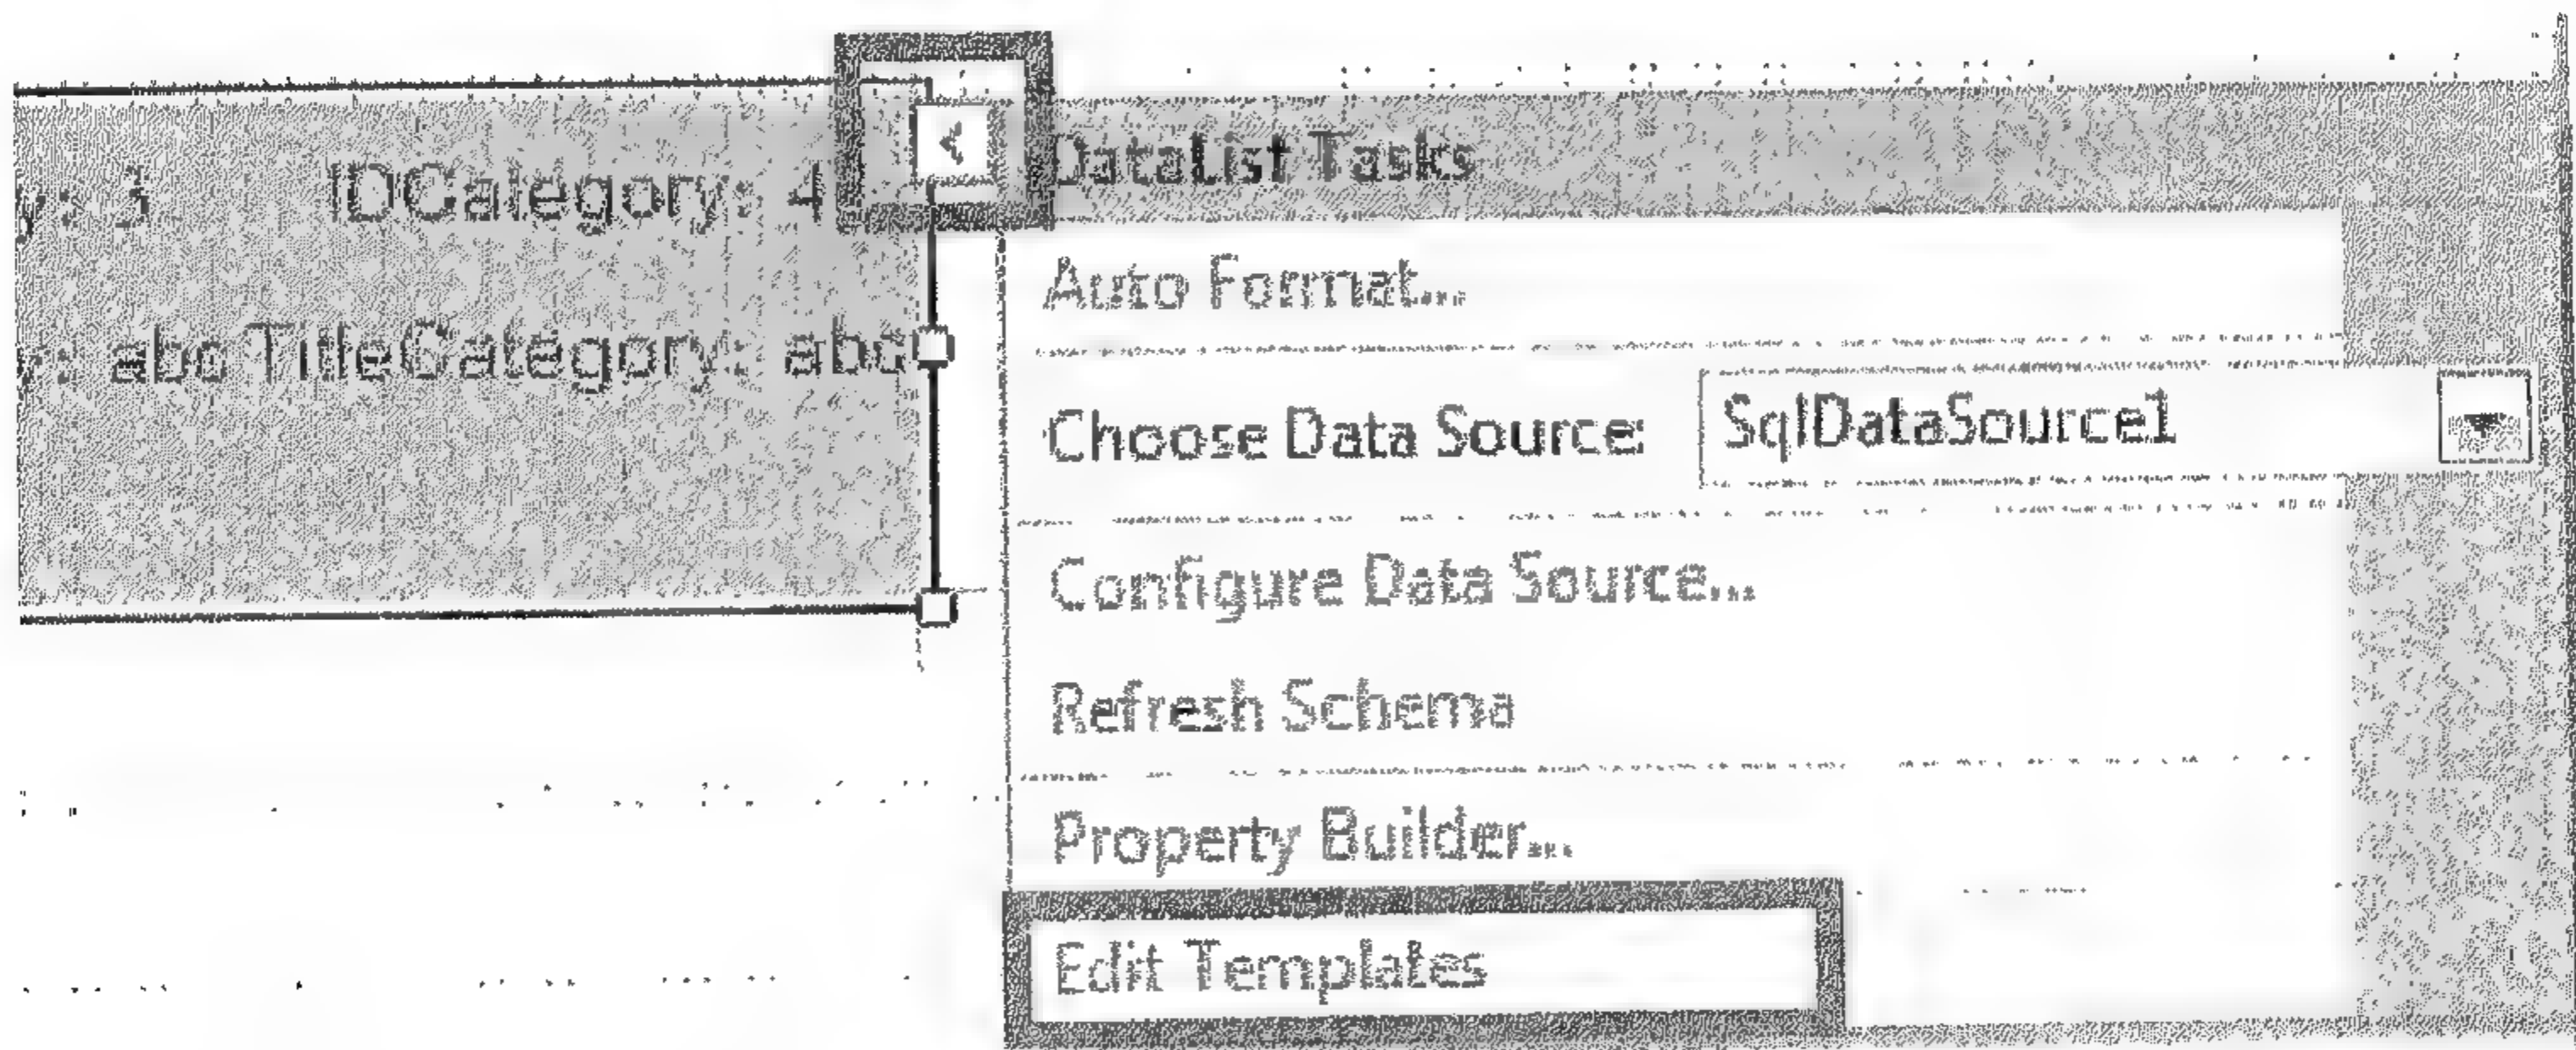 y: 3 IDCategory: 4
: abc TitleCategory: abc
DataList Tasks
Auto Format...
Choose Data Source: SqlDataSource1
Configure Data Source...
Refresh Schema
Property Builder...
Edit Templates